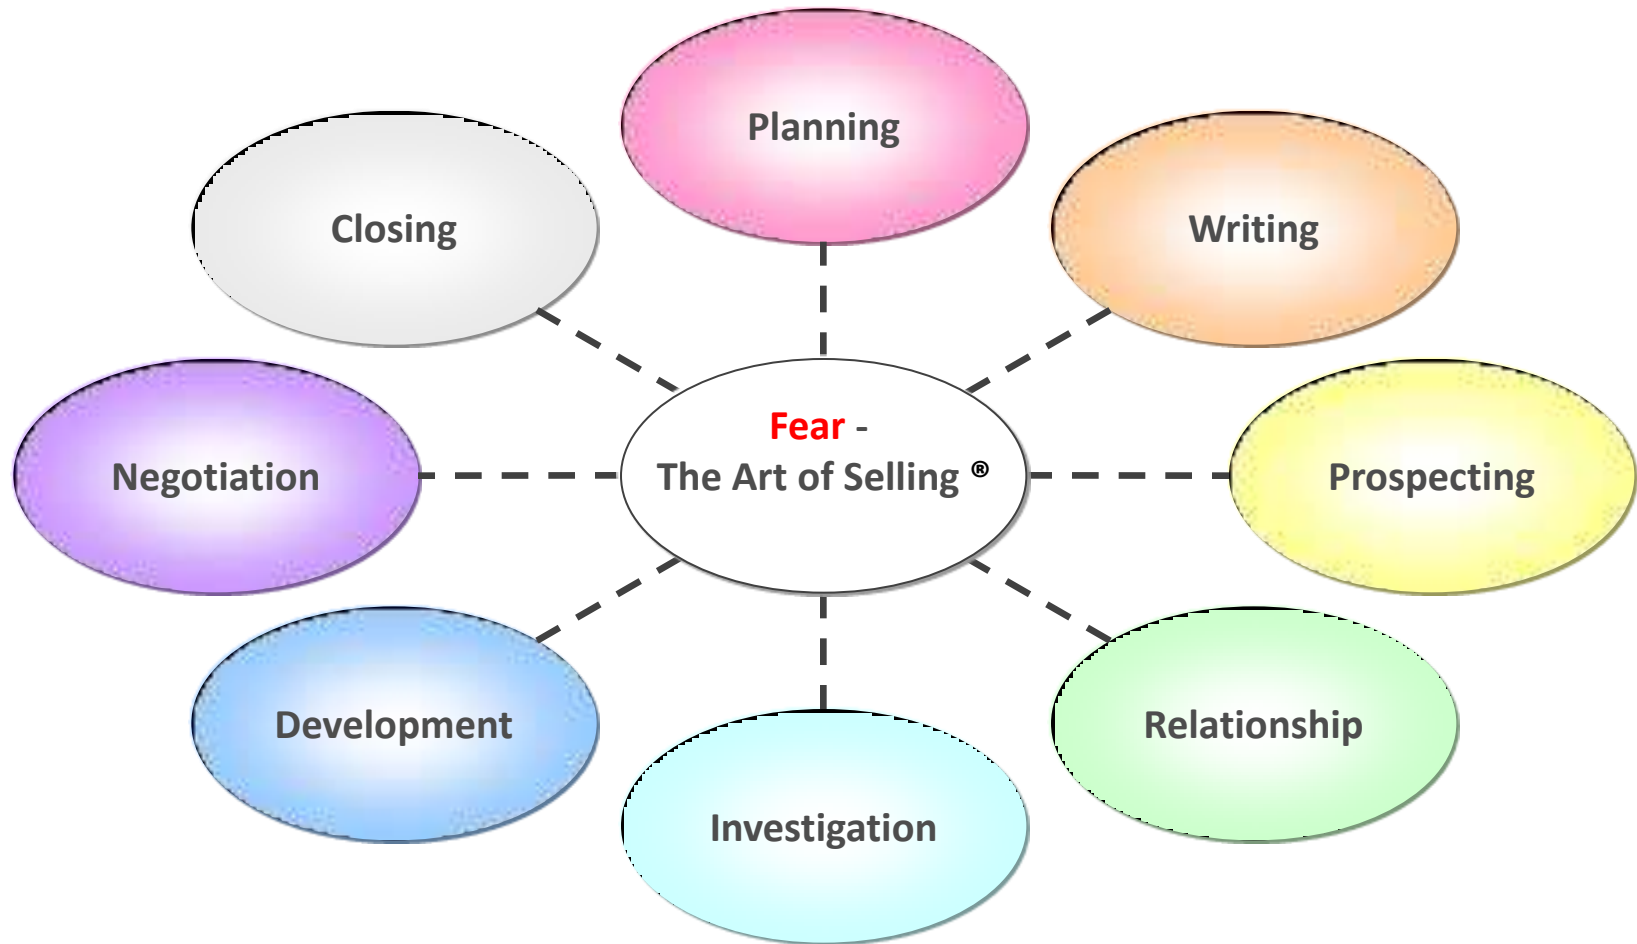 Planning
Closing
Writing
Fear -
The Art of Selling ®
Negotiation
Prospecting
Development
Relationship
Investigation